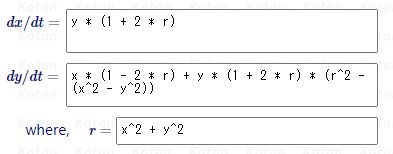 dx/dt = y * (1 + 2 * r)
dy/dt = x * (1 - 2 * r) + y * (1 + 2 * r) * (r^2 -
(x^2 - y^2))
where, r = x^2 + y^2